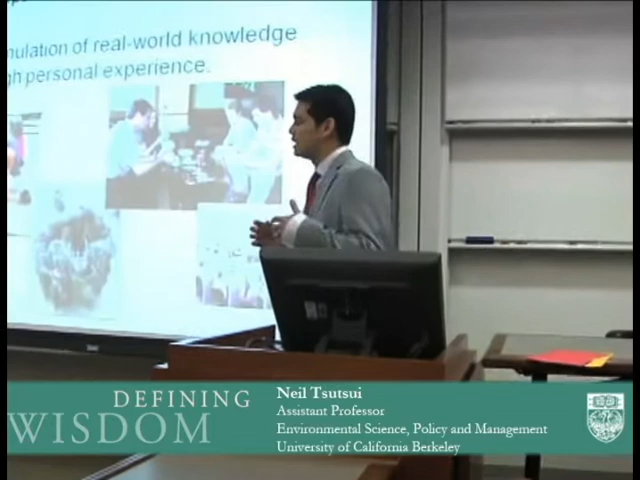 mulation of real-world knowledge
gh personal experience.
DEFINING
WISDOM
Neil Tsutsui
Assistant Professor
Environmental Science, Policy and Management
University of California Berkeley